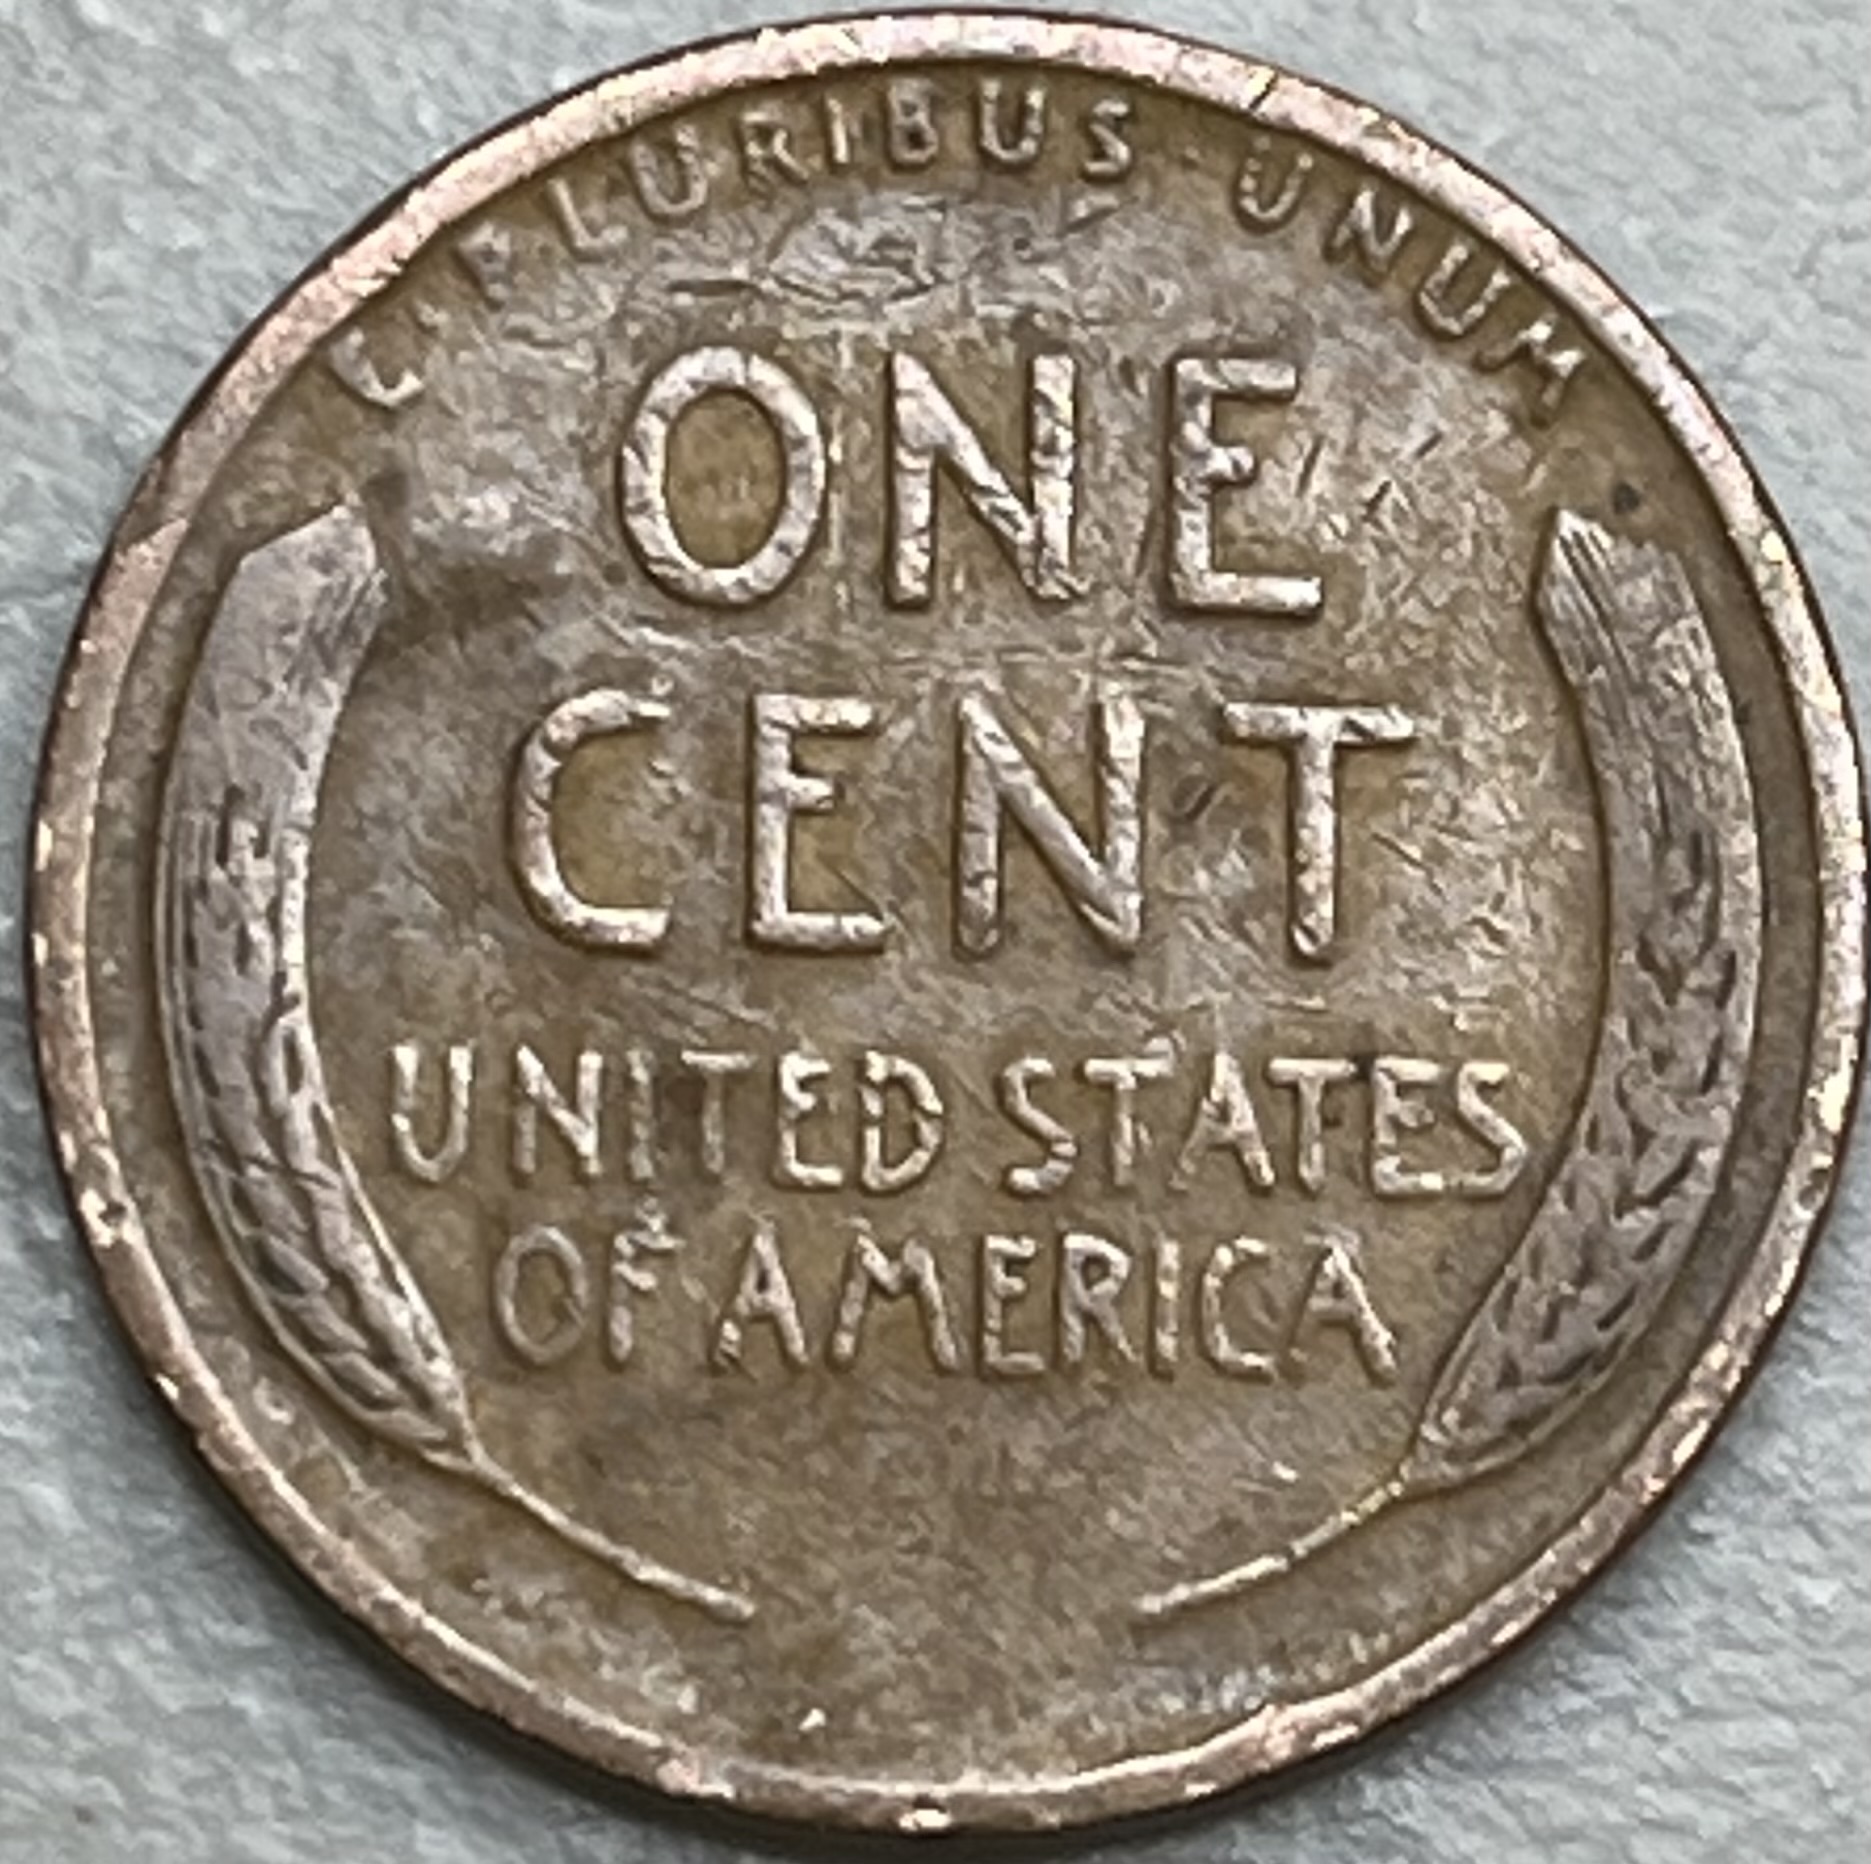 E·PLURIBUS·UNUM
ONE
CENT
UNITED STATES
OF AMERICA